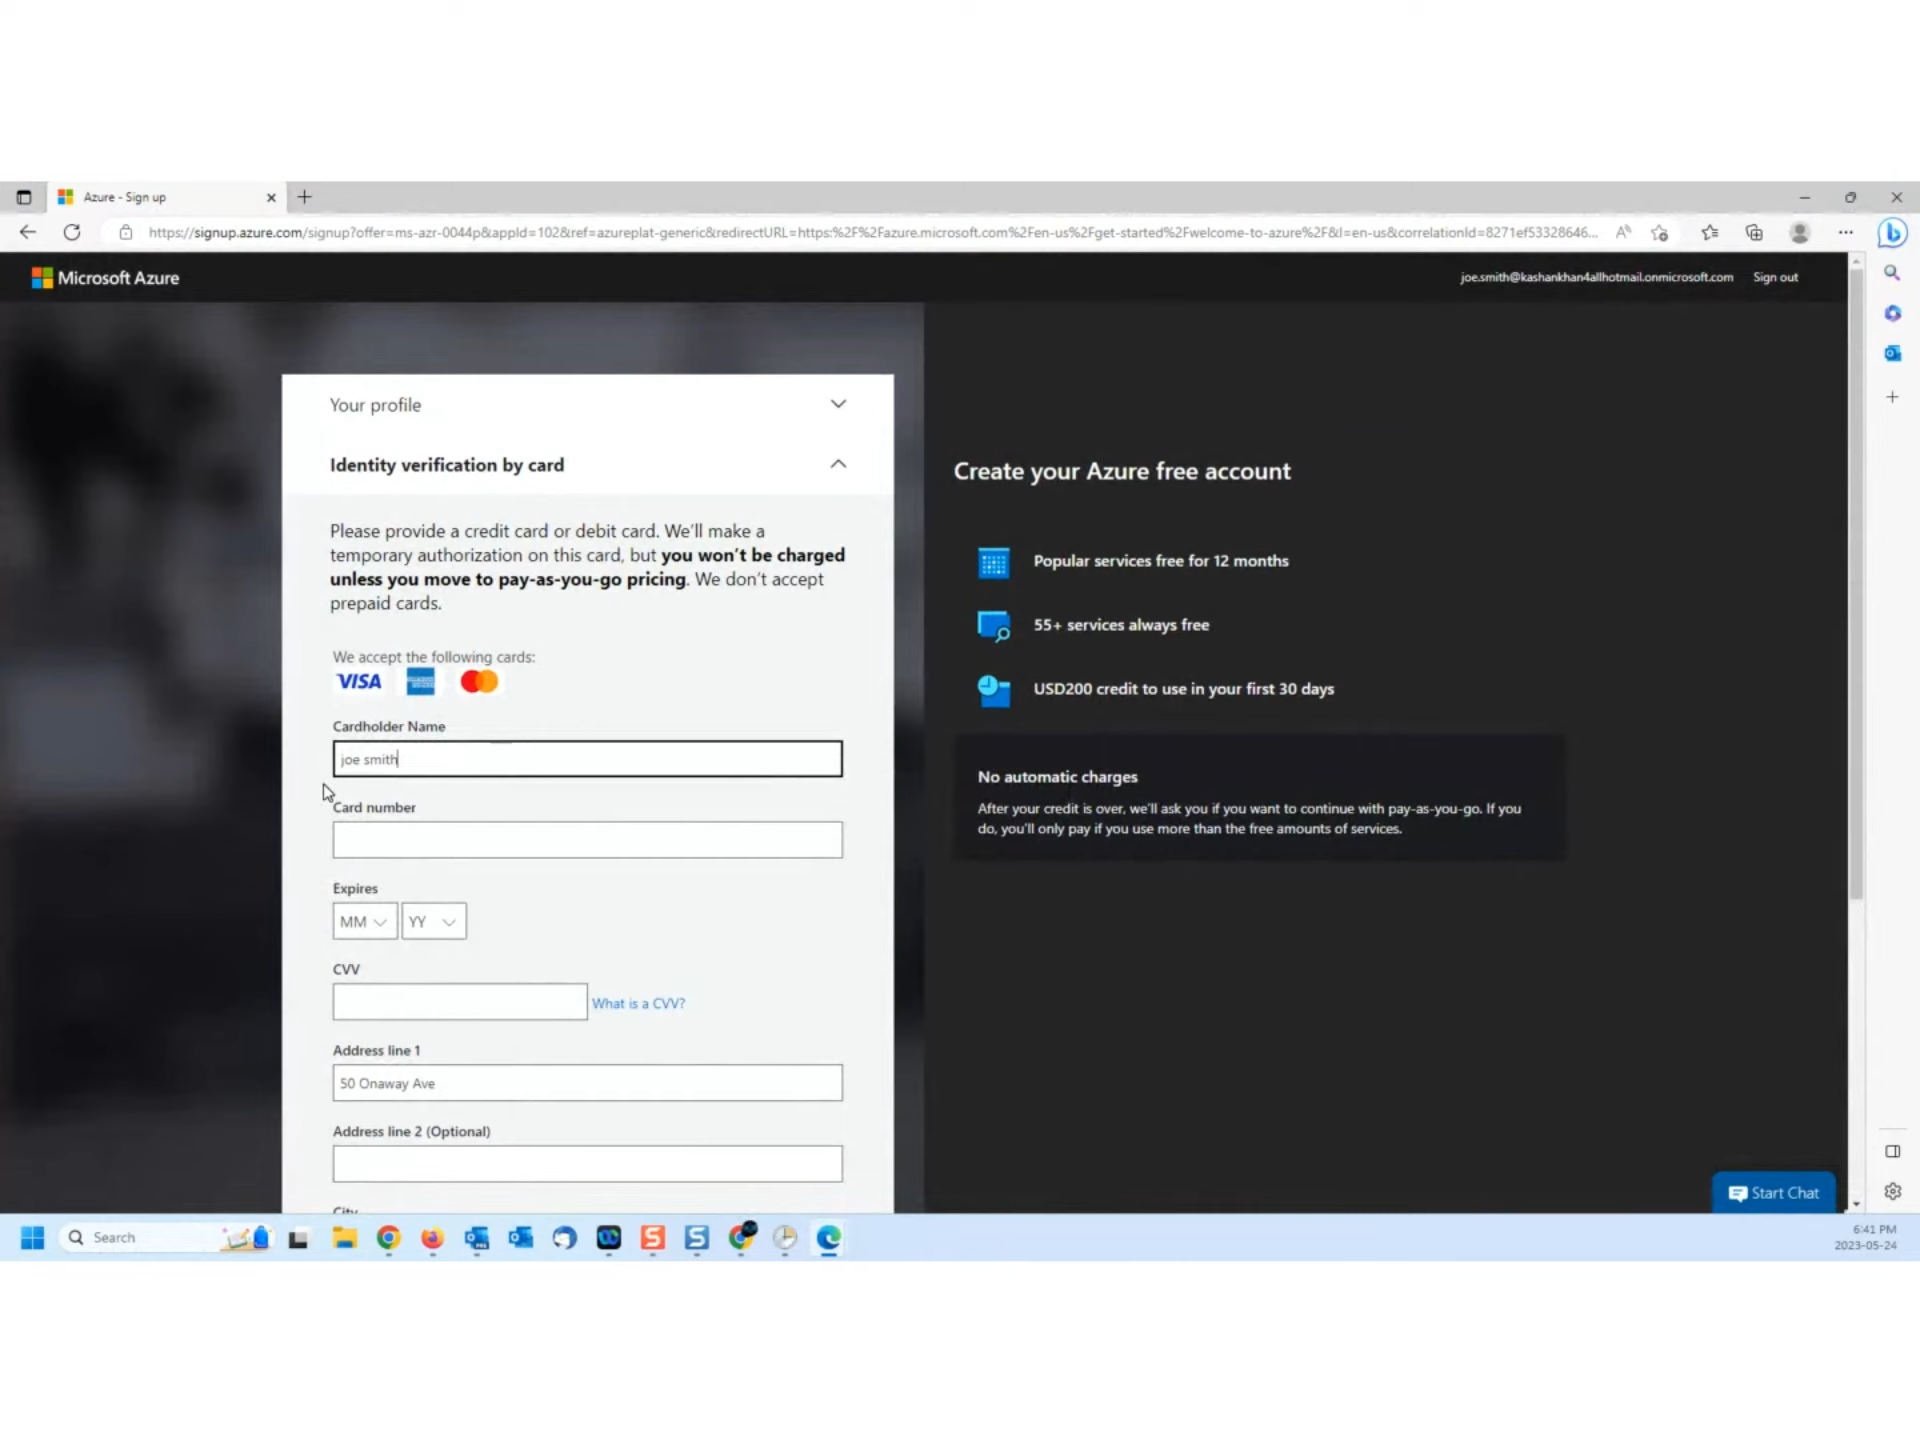 Azure - Sign up
https://signup.azure.com/signup?offer=ms-azr-0044p&appId=102&ref=azureplat-generic&redirectURL=https:%2F%2Fazure.microsoft.com%2Fen-us%2Fget-started%2Fwelcome-to-azure%2F&l=en-us&correlationId=8271ef53328646...
Microsoft Azure
joe.smith@kashankhan4allhotmail.onmicrosoft.com Sign out
Your profile
Identity verification by card
Please provide a credit card or debit card. We'll make a
temporary authorization on this card, but you won't be charged
unless you move to pay-as-you-go pricing. We don't accept
prepaid cards.
We accept the following cards:
VISA
Cardholder Name
joe smith
Card number
Expires
MM YY
CVV
What is a CVV?
Address line 1
50 Onaway Ave
Address line 2 (Optional)
City
Create your Azure free account
Popular services free for 12 months
55+ services always free
USD200 credit to use in your first 30 days
No automatic charges
After your credit is over, we'll ask you if you want to continue with pay-as-you-go. If you
do, you'll only pay if you use more than the free amounts of services.
Start Chat
Search
6:41 PM
2023-05-24